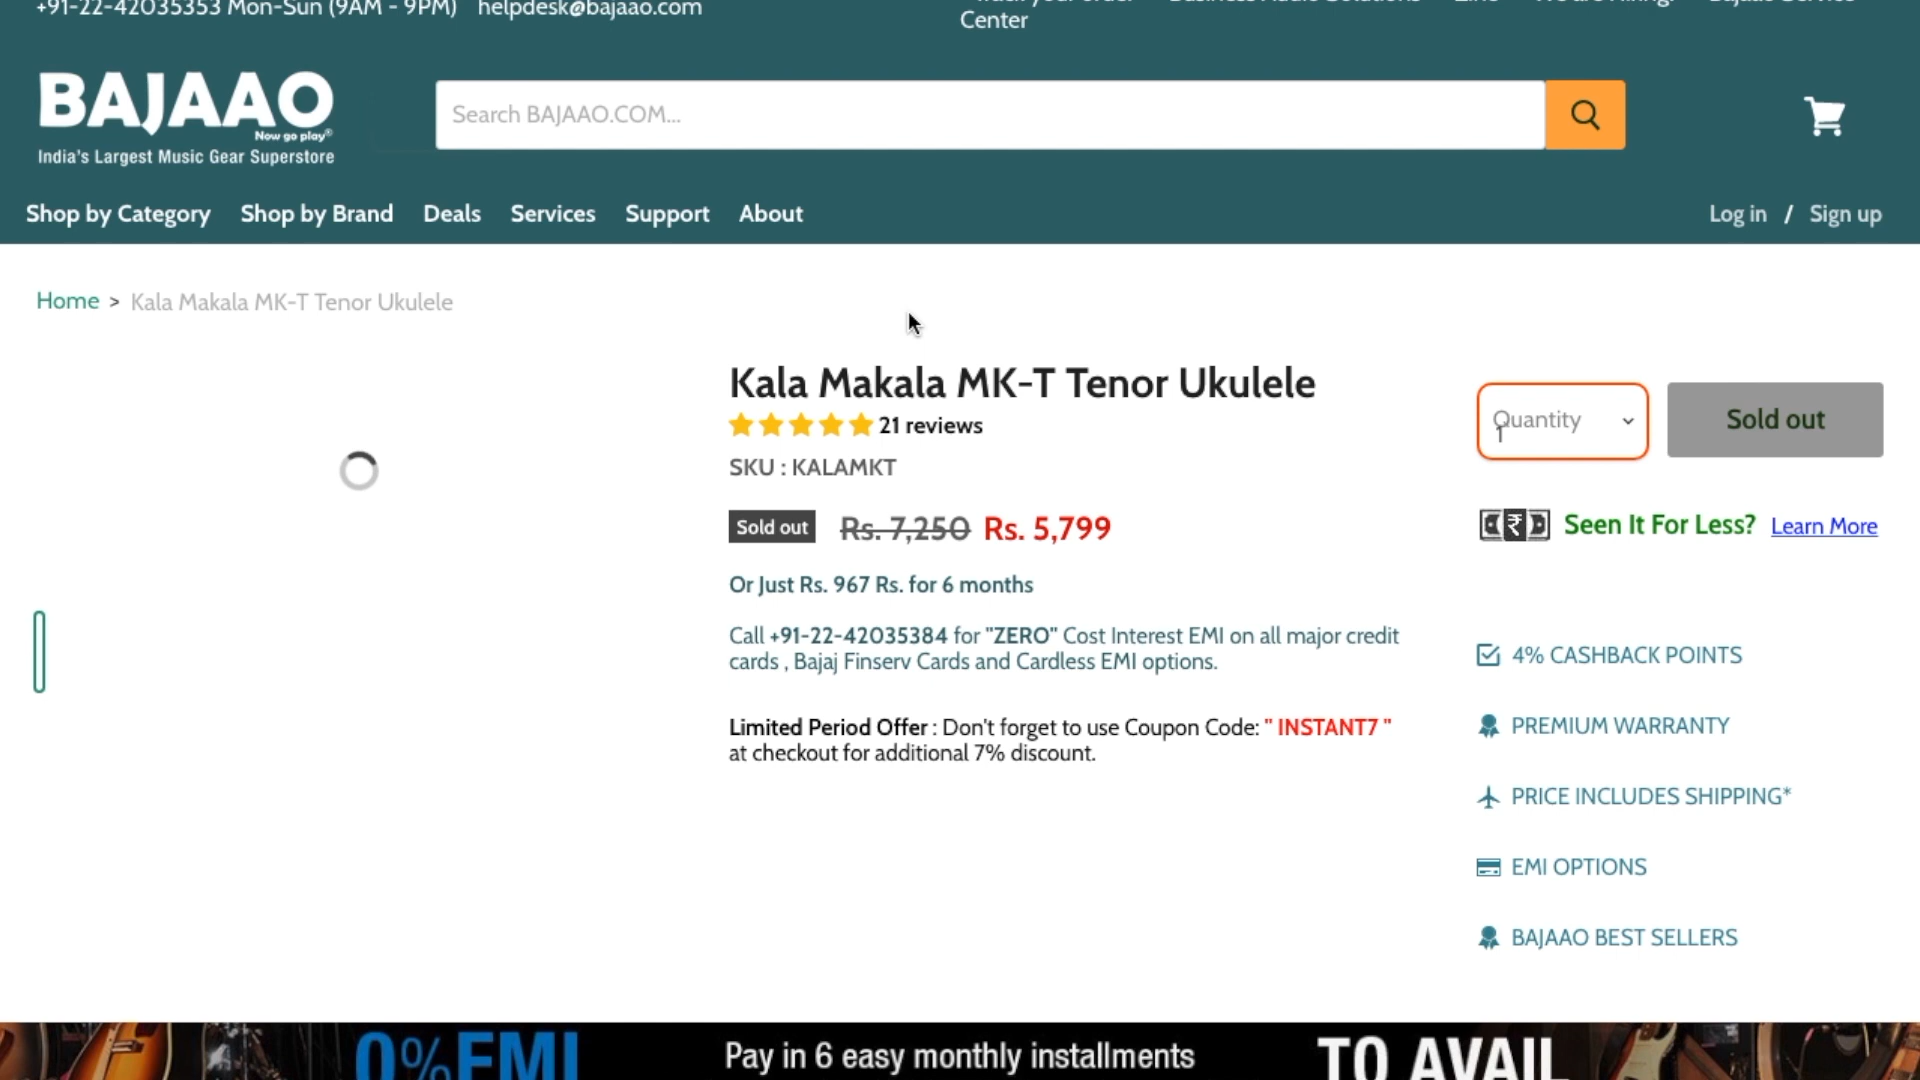 +91-22-42035353 Mon-Sun (9AM - 9PM) helpdesk@bajaao.com
Center
BAJAAO
Now go play®
India's Largest Music Gear Superstore
Search BAJAAO.COM...
Shop by Category Shop by Brand Deals Services Support About
Log in / Sign up
Home > Kala Makala MK-T Tenor Ukulele
Kala Makala MK-T Tenor Ukulele
21 reviews
SKU : KALAMKT
Sold out Rs. 7,250 Rs. 5,799
Or Just Rs. 967 Rs. for 6 months
Call +91-22-42035384 for "ZERO" Cost Interest EMI on all major credit
cards , Bajaj Finserv Cards and Cardless EMI options.
Limited Period Offer : Don't forget to use Coupon Code: " INSTANT7 "
at checkout for additional 7% discount.
Quantity
1
Sold out
Seen It For Less? Learn More
4% CASHBACK POINTS
PREMIUM WARRANTY
PRICE INCLUDES SHIPPING*
EMI OPTIONS
BAJAAO BEST SELLERS
0% EMI
Pay in 6 easy monthly installments
TO AVAIL